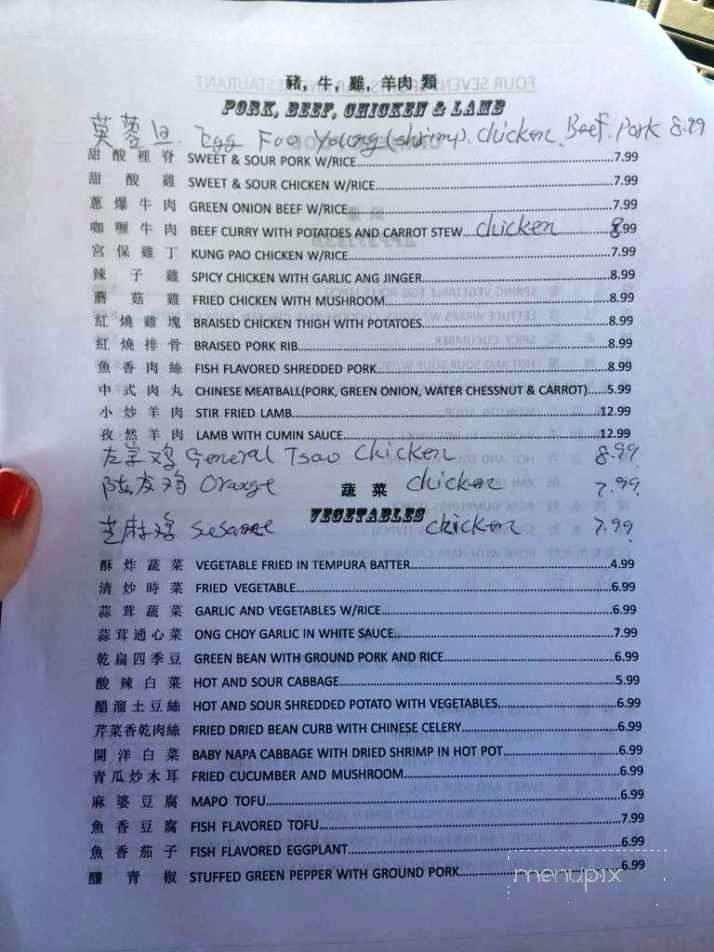 豬, 牛, 雞, 羊肉 類
PORK, BEEF, CHICKEN & LAMB
芙蓉旦. Egg Foo Young (shrimp). chicken. Beef. Pork 8.99
甜酸裡脊 SWEET & SOUR PORK W/RICE 7.99
甜酸雞 SWEET & SOUR CHICKEN W/RICE 7.99
蔥爆牛肉 GREEN ONION BEEF W/RICE 7.99
咖喱牛肉 BEEF CURRY WITH POTATOES AND CARROT STEW chicken 8.99
宮保雞丁 KUNG PAO CHICKEN W/RICE 7.99
辣子雞 SPICY CHICKEN WITH GARLIC ANG JINGER 8.99
蘑菇雞 FRIED CHICKEN WITH MUSHROOM 8.99
紅燒雞塊 BRAISED CHICKEN THIGH WITH POTATOES 8.99
紅燒排骨 BRAISED PORK RIB 8.99
魚香肉絲 FISH FLAVORED SHREDDED PORK 8.99
中式肉丸 CHINESE MEATBALL(PORK, GREEN ONION, WATER CHESSNUT & CARROT) 5.99
小炒羊肉 STIR FRIED LAMB 12.99
孜然羊肉 LAMB WITH CUMIN SAUCE 12.99
左宗鸡 General Tsao Chicken 8.99
鸡 Orange chicken 7.99
蔬菜
VEGETABLES
芝麻鸡 Sesame chicken 7.99
酥炸蔬菜 VEGETABLE FRIED IN TEMPURA BATTER 4.99
清炒時菜 FRIED VEGETABLE 6.99
蒜茸蔬菜 GARLIC AND VEGETABLES W/RICE 6.99
蒜茸通心菜 ONG CHOY GARLIC IN WHITE SAUCE 7.99
乾扁四季豆 GREEN BEAN WITH GROUND PORK AND RICE 6.99
酸辣白菜 HOT AND SOUR CABBAGE 5.99
醋溜土豆絲 HOT AND SOUR SHREDDED POTATO WITH VEGETABLES 6.99
芹菜香乾肉絲 FRIED DRIED BEAN CURB WITH CHINESE CELERY 6.99
開洋白菜 BABY NAPA CABBAGE WITH DRIED SHRIMP IN HOT POT 6.99
青瓜炒木耳 FRIED CUCUMBER AND MUSHROOM 6.99
麻婆豆腐 MAPO TOFU 6.99
魚香豆腐 FISH FLAVORED TOFU 7.99
魚香茄子 FISH FLAVORED EGGPLANT 6.99
釀青椒 STUFFED GREEN PEPPER WITH GROUND PORK 6.99
menupix